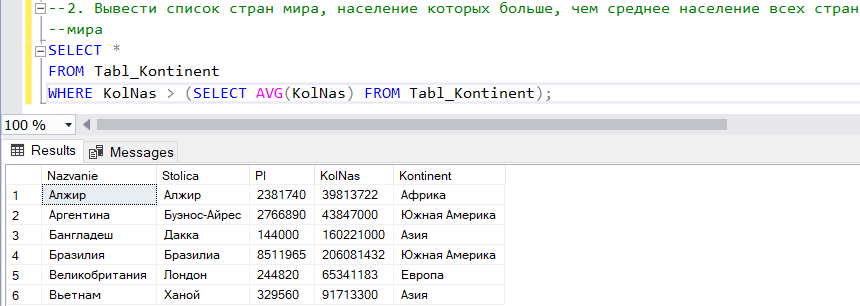 --2. Вывести список стран мира, население которых больше, чем среднее население всех стран
--мира
SELECT *
FROM Tabl_Kontinent
WHERE KolNas > (SELECT AVG(KolNas) FROM Tabl_Kontinent);
100 %
Results Messages
Nazvanie Stolica Pl KolNas Kontinent
1 Алжир Алжир 2381740 39813722 Африка
2 Аргентина Буэнос-Айрес 2766890 43847000 Южная Америка
3 Бангладеш Дакка 144000 160221000 Азия
4 Бразилия Бразилиа 8511965 206081432 Южная Америка
5 Великобритания Лондон 244820 65341183 Европа
6 Вьетнам Ханой 329560 91713300 Азия